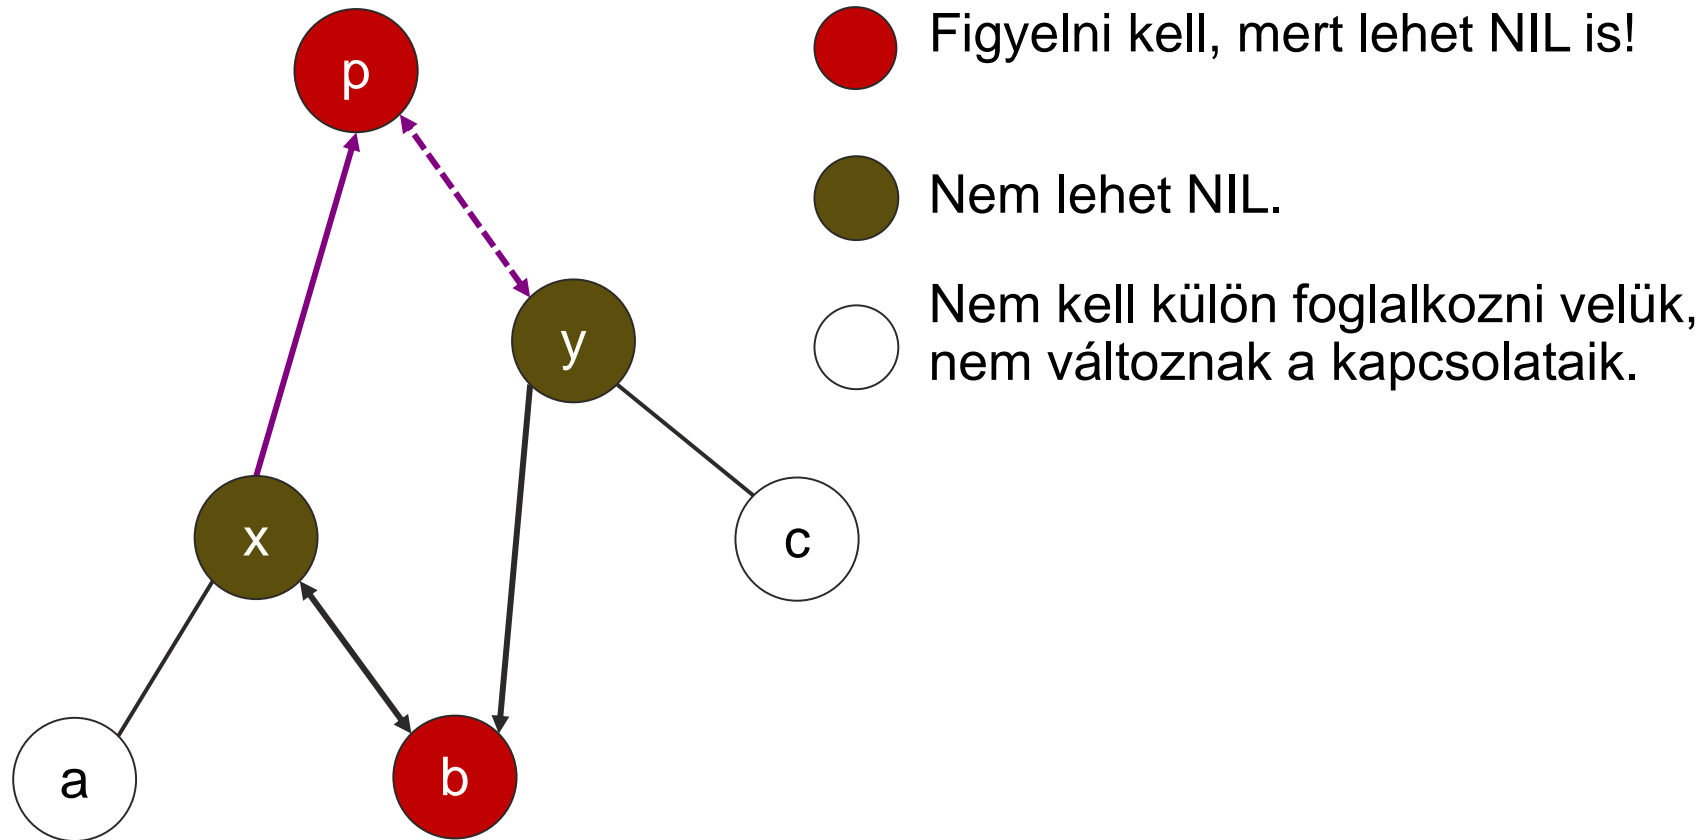 p
Figyelni kell, mert lehet NIL is!
Nem lehet NIL.
Nem kell külön foglalkozni velük,
nem változnak a kapcsolataik.
y
x
c
a
b